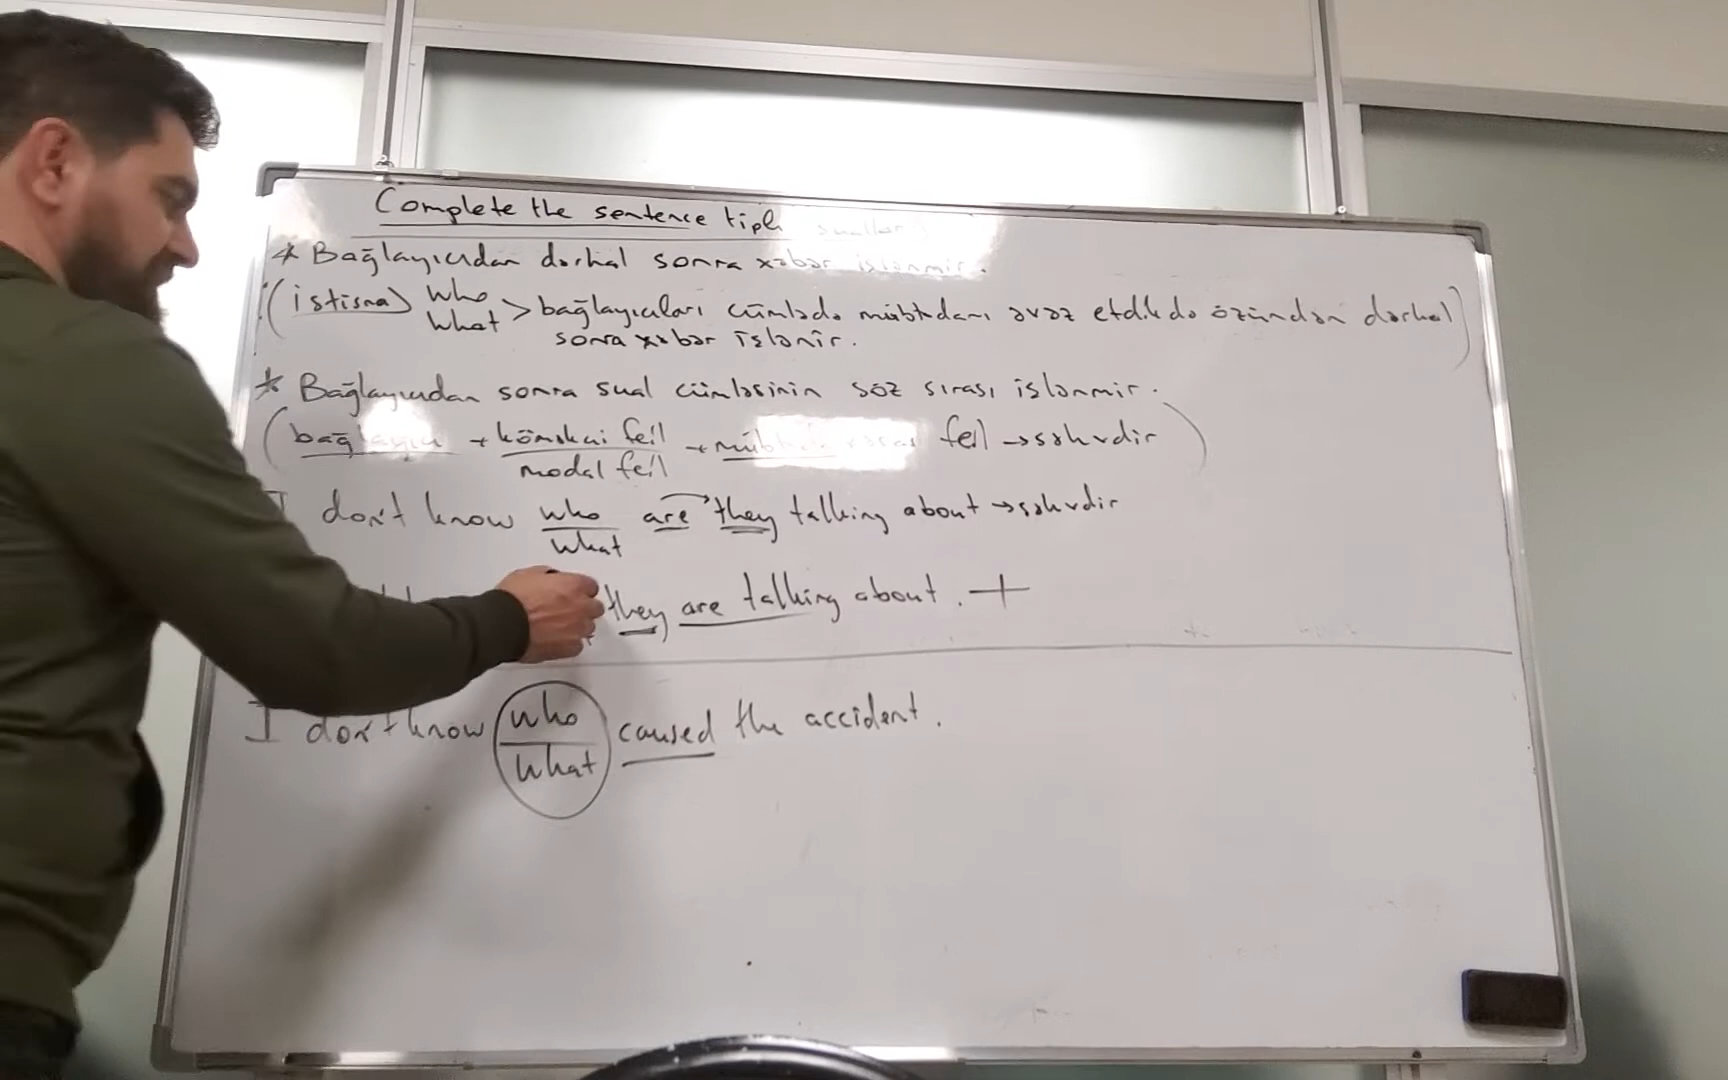 Complete the sentence tipli suallar
* Bağlayıcıdan dərhal sonra xəbər işlənmir.
(istisna) who
what > bağlayıcıları cümlədə mübtədanı əvəz etdikdə özündən dərhal)
sonra xəbər işlənir.
* Bağlayıcıdan sonra sual cümləsinin söz sırası işlənmir.
(bağlayıcı + köməkçi feil + əsas feil → səhvdir)
modal feil
I don't know who are they talking about → səhvdir
what
they are talking about. +
I don't know who caused the accident.
what